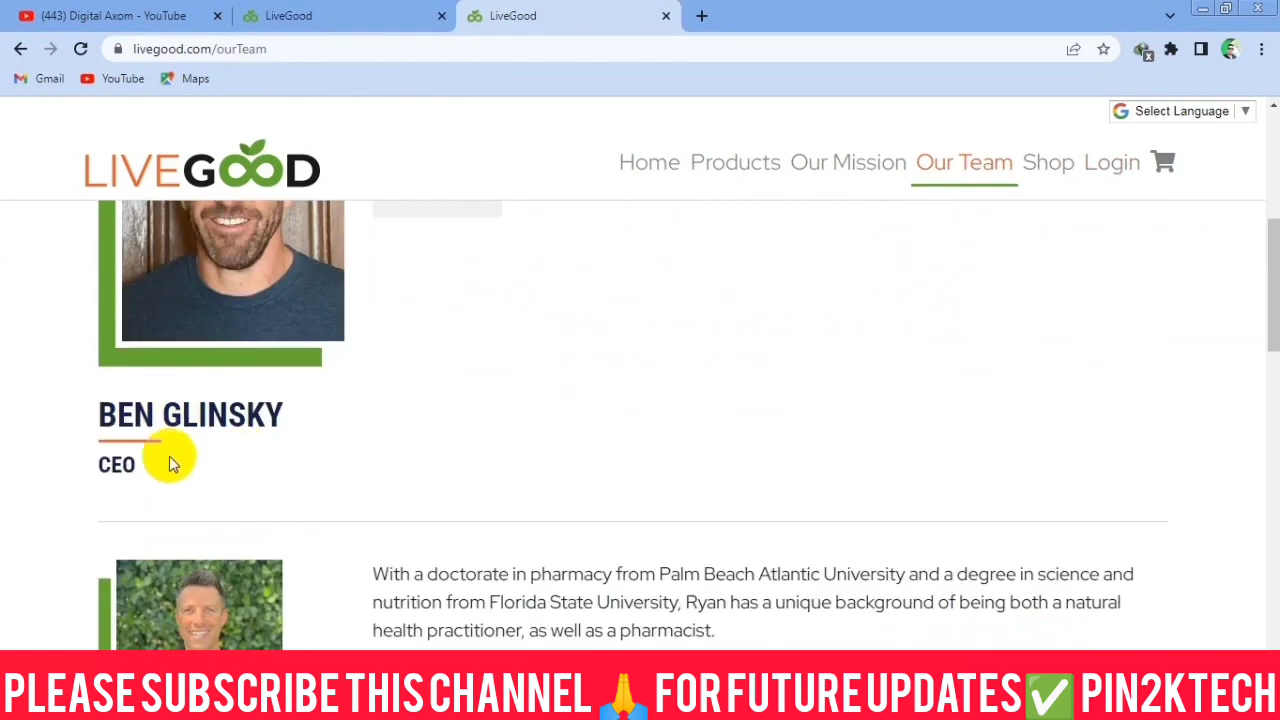 (443) Digital Axom - YouTube
LiveGood
LiveGood
livegood.com/ourTeam
Gmail
YouTube
Maps
Select Language
LIVEGOOD
Home
Products
Our Mission
Our Team
Shop
Login
BEN GLINSKY
CEO
With a doctorate in pharmacy from Palm Beach Atlantic University and a degree in science and
nutrition from Florida State University, Ryan has a unique background of being both a natural
health practitioner, as well as a pharmacist.
PLEASE SUBSCRIBE THIS CHANNEL 🙏 FOR FUTURE UPDATES✅ PIN2KTECH